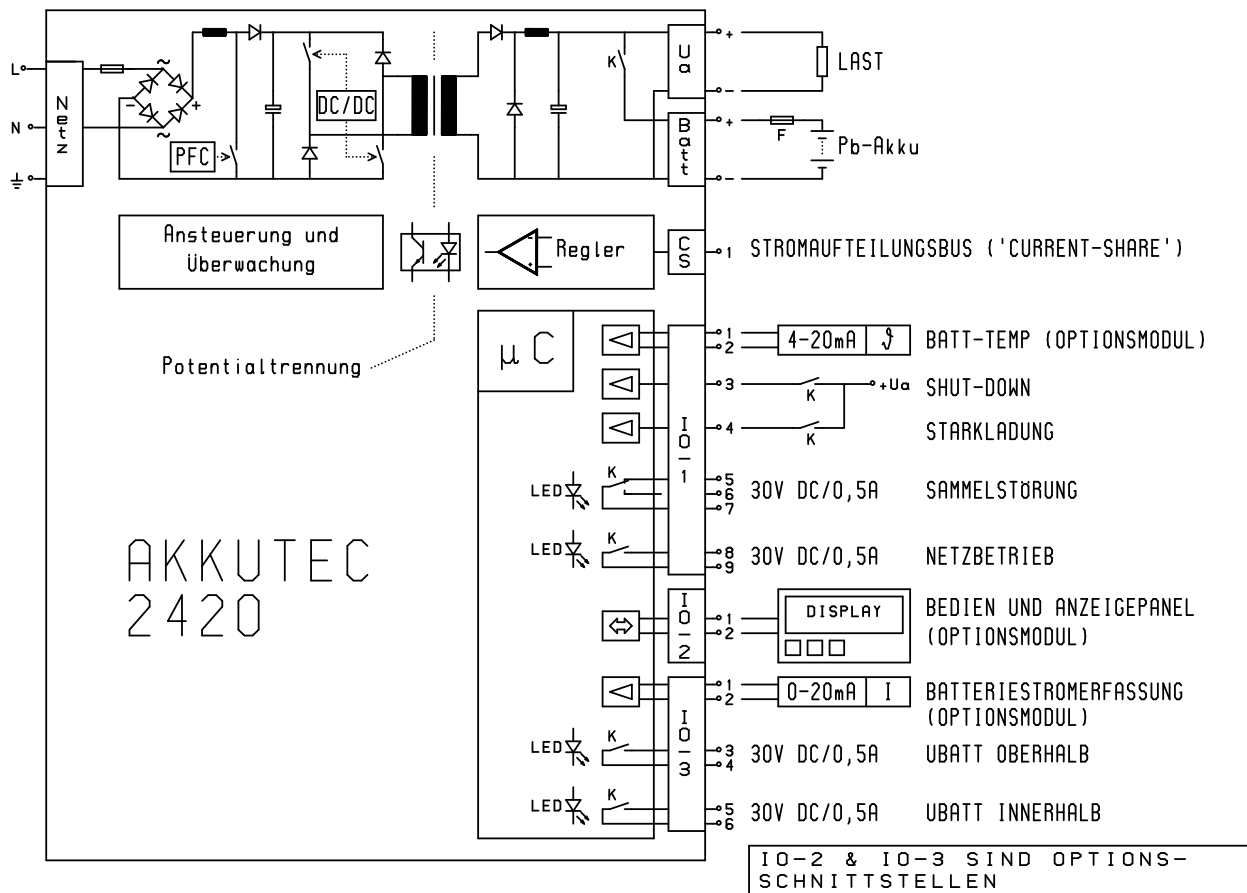 L
N
Netz
~
-
+
~
PFC
DC/DC
K
Ua
+
-
LAST
Batt
+
-
F
Pb-Akku
Ansteuerung und
Überwachung
Regler
-
+
CS
1
STROMAUFTEILUNGSBUS ('CURRENT-SHARE')
Potentialtrennung
µC
IO-1
1
2
4-20mA
ϑ
BATT-TEMP (OPTIONSMODUL)
3
K
+Ua
SHUT-DOWN
4
K
STARKLADUNG
LED
K
5
6
7
30V DC/0,5A
SAMMELSTÖRUNG
LED
K
8
9
30V DC/0,5A
NETZBETRIEB
AKKUTEC
2420
IO-2
1
2
DISPLAY
BEDIEN UND ANZEIGEPANEL
(OPTIONSMODUL)
IO-3
1
2
0-20mA
I
BATTERIESTROMERFASSUNG
(OPTIONSMODUL)
LED
K
3
4
30V DC/0,5A
UBATT OBERHALB
LED
K
5
6
30V DC/0,5A
UBATT INNERHALB
IO-2 & IO-3 SIND OPTIONS-
SCHNITTSTELLEN